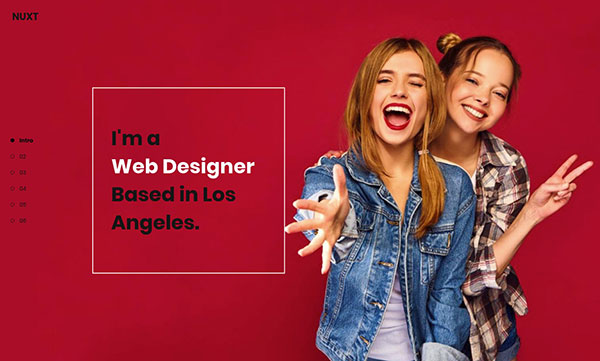 NUXT
Intro
02
03
04
05
06
I'm a
Web Designer
Based in Los
Angeles.